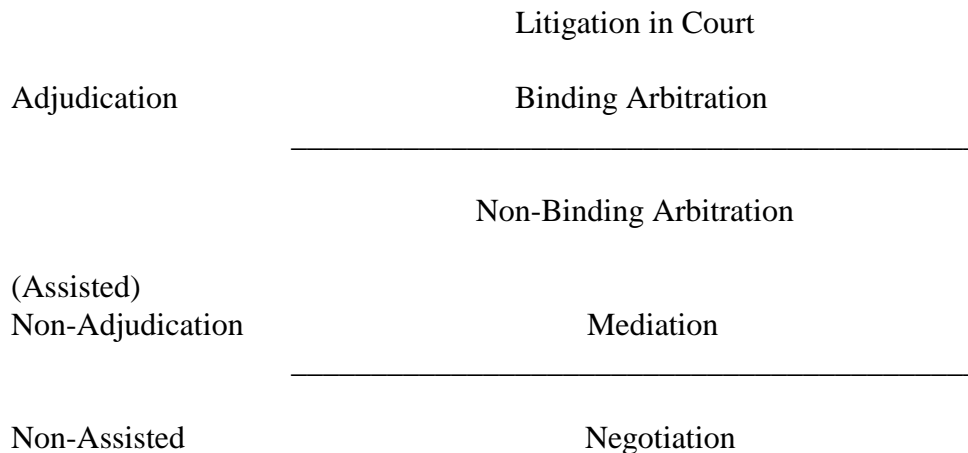 Litigation in Court
Adjudication Binding Arbitration
Non-Binding Arbitration
(Assisted)
Non-Adjudication Mediation
Non-Assisted Negotiation